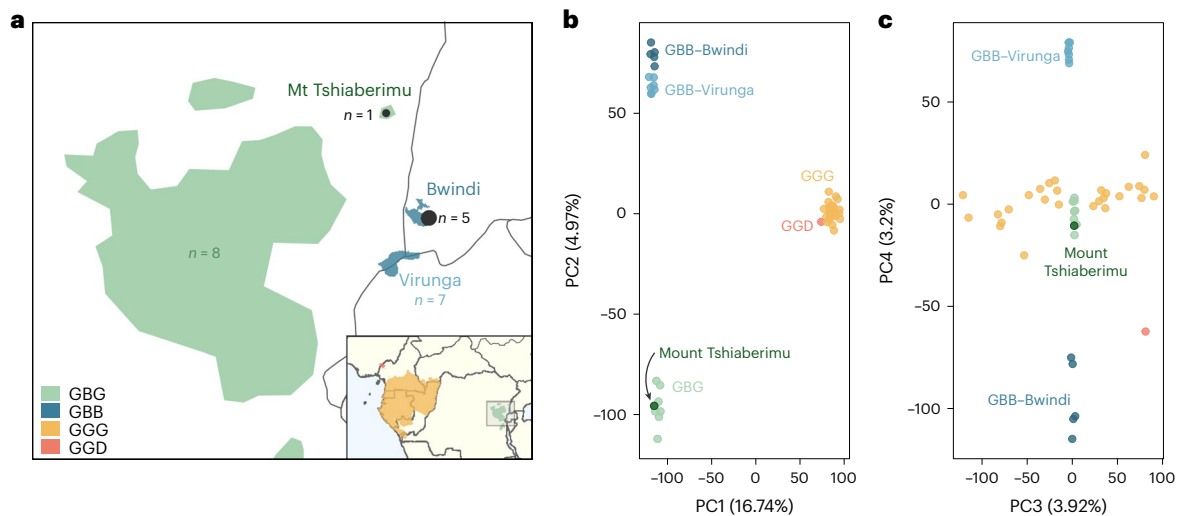 a
Mt Tshiaberimu
n = 1
Bwindi
n = 5
n = 8
Virunga
n = 7
GBG
GBB
GGG
GGD
b
GBB–Bwindi
GBB–Virunga
50
GGG
0
GGD
PC2 (4.97%)
−50
Mount Tshiaberimu
GBG
−100
−100 −50 0 50 100
PC1 (16.74%)
c
GBB–Virunga
50
0
PC4 (3.2%)
Mount
Tshiaberimu
−50
GBB–Bwindi
−100
−100 −50 0 50 100
PC3 (3.92%)